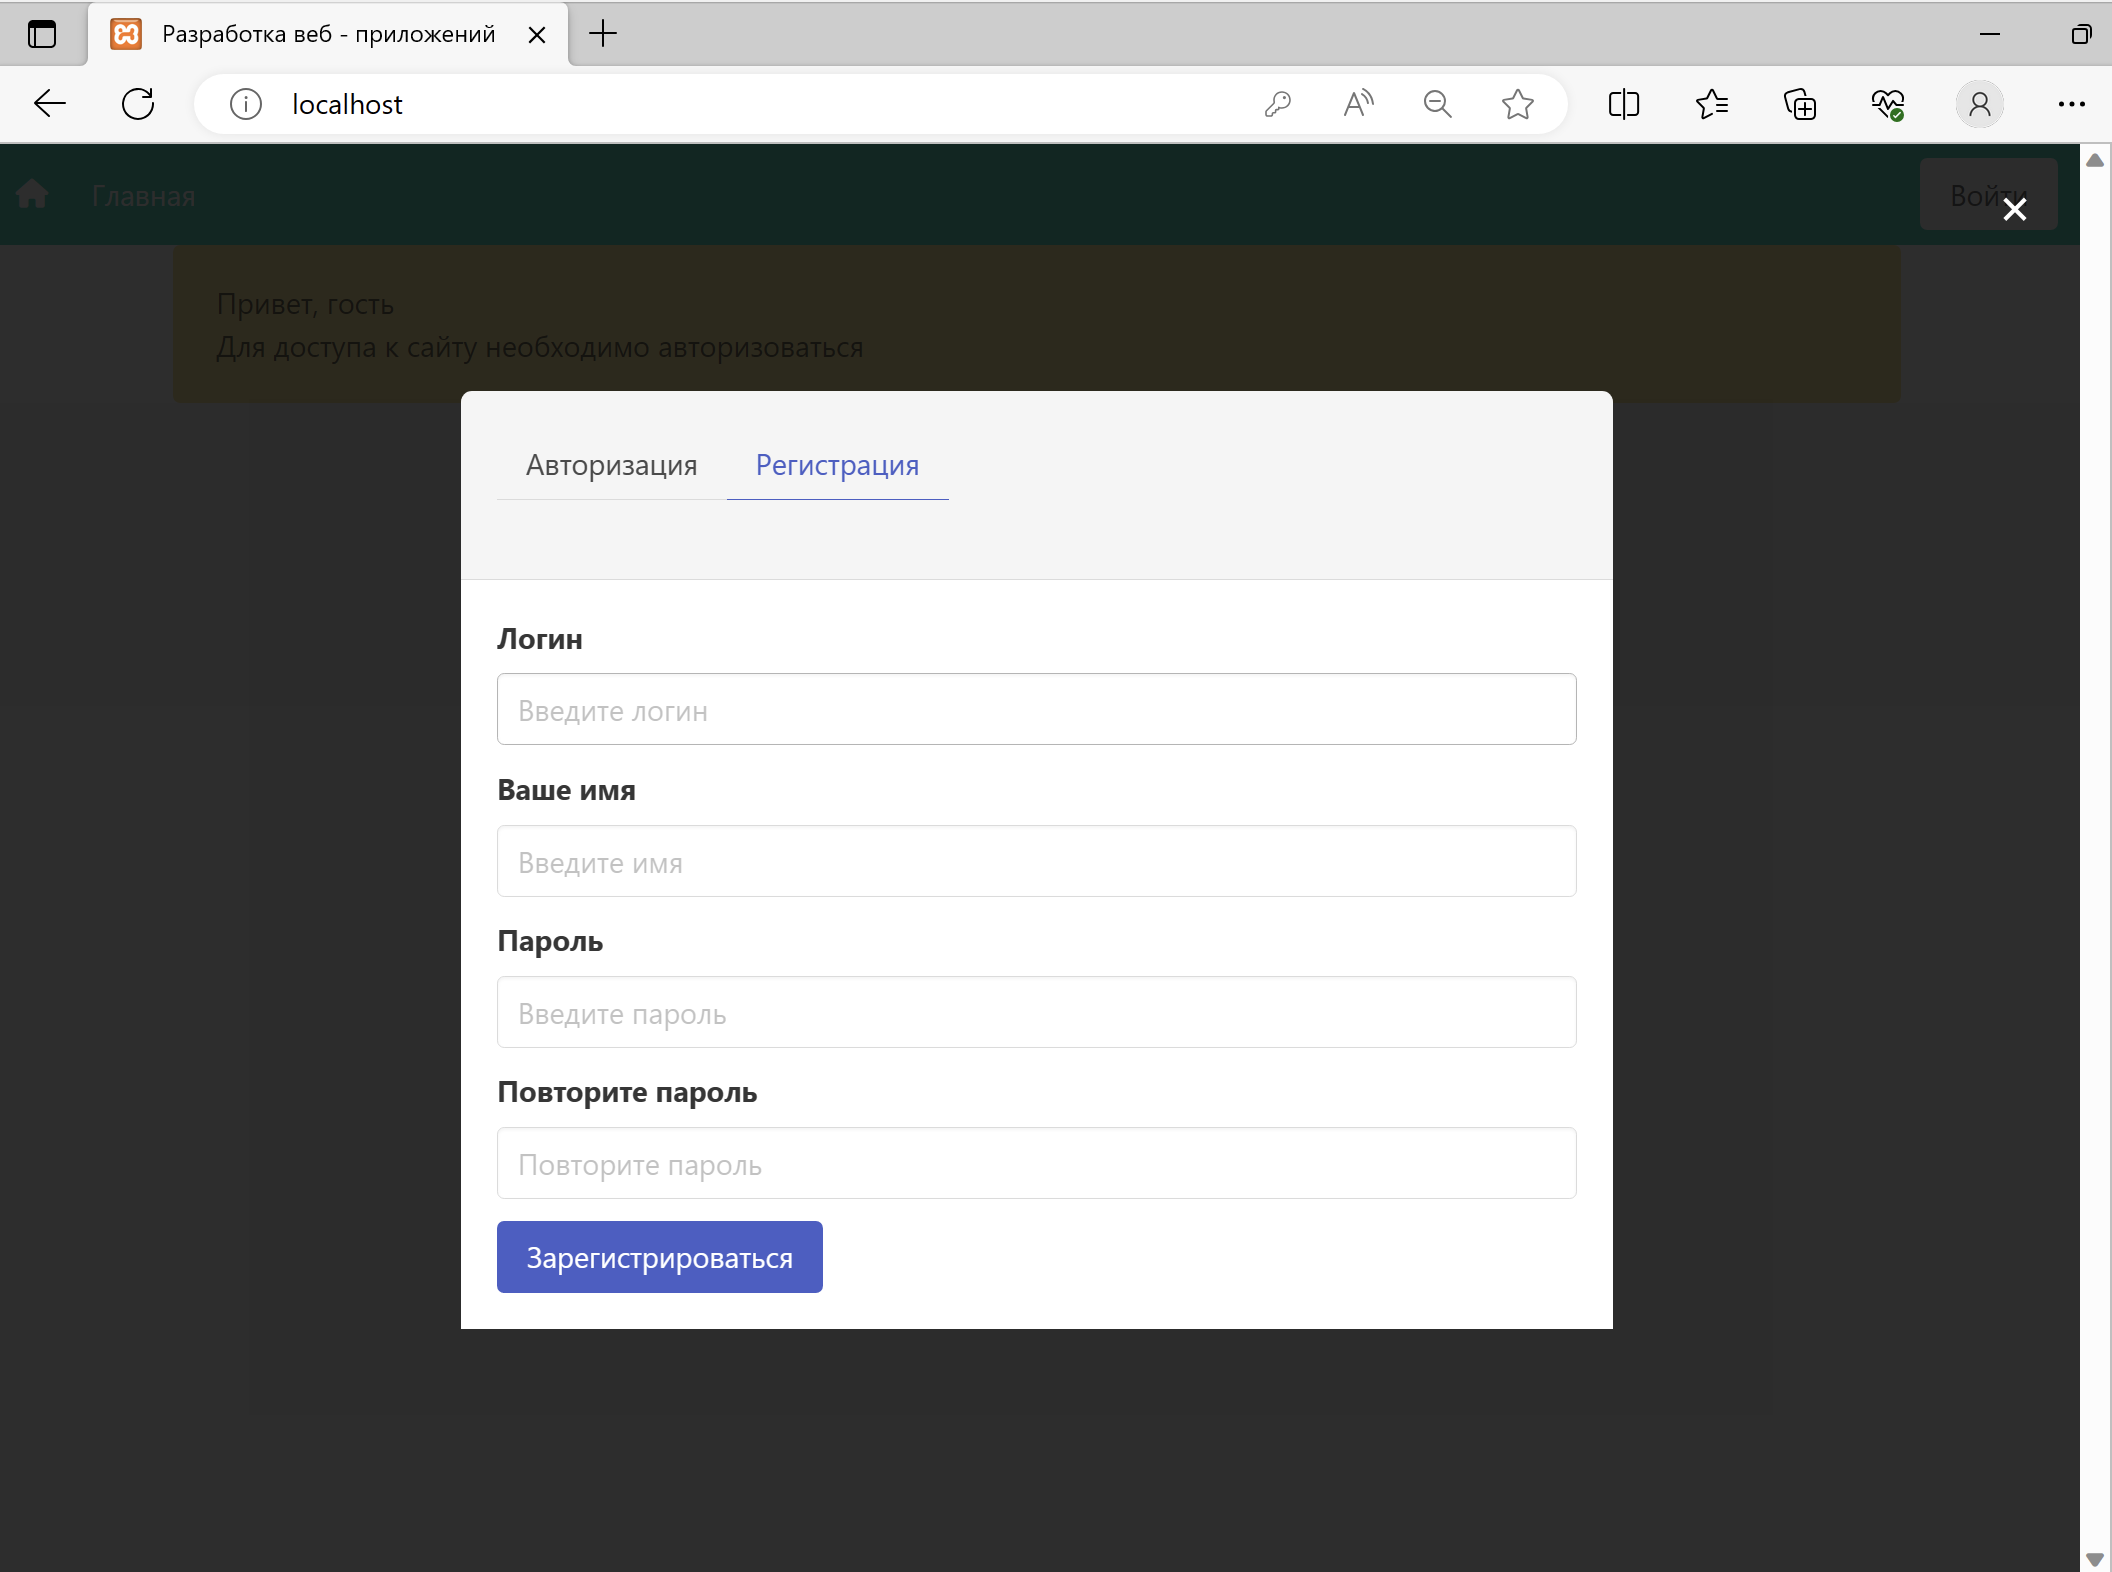 Разработка веб - приложений
localhost
Главная
Войти
Привет, гость
Для доступа к сайту необходимо авторизоваться
Авторизация
Регистрация
Логин
Введите логин
Ваше имя
Введите имя
Пароль
Введите пароль
Повторите пароль
Повторите пароль
Зарегистрироваться